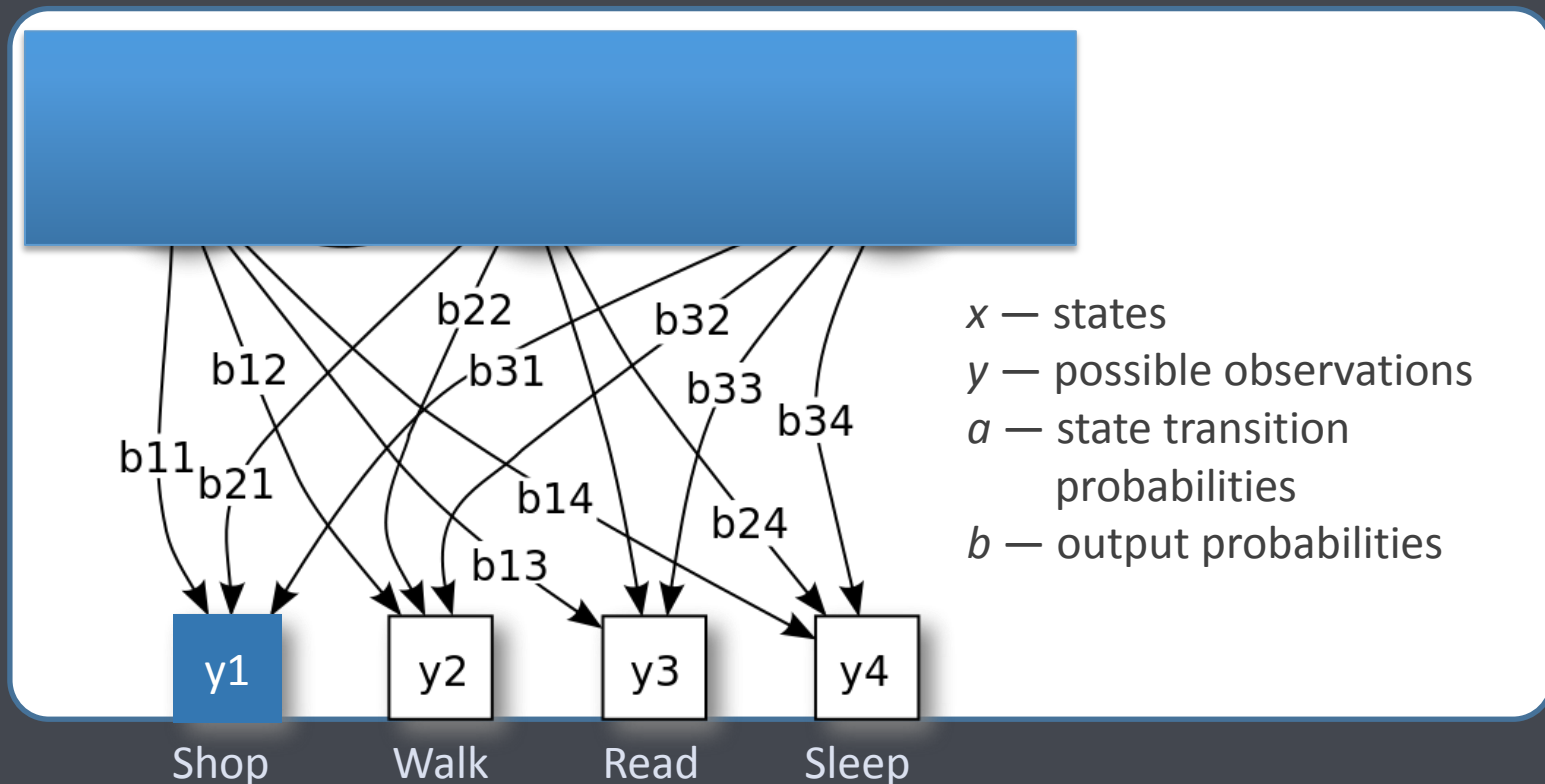 b22
b32
x — states
b12
b31
y — possible observations
b33
b34
a — state transition
probabilities
b11
b21
b14
b24
b — output probabilities
b13
y1
y2
y3
y4
Shop
Walk
Read
Sleep